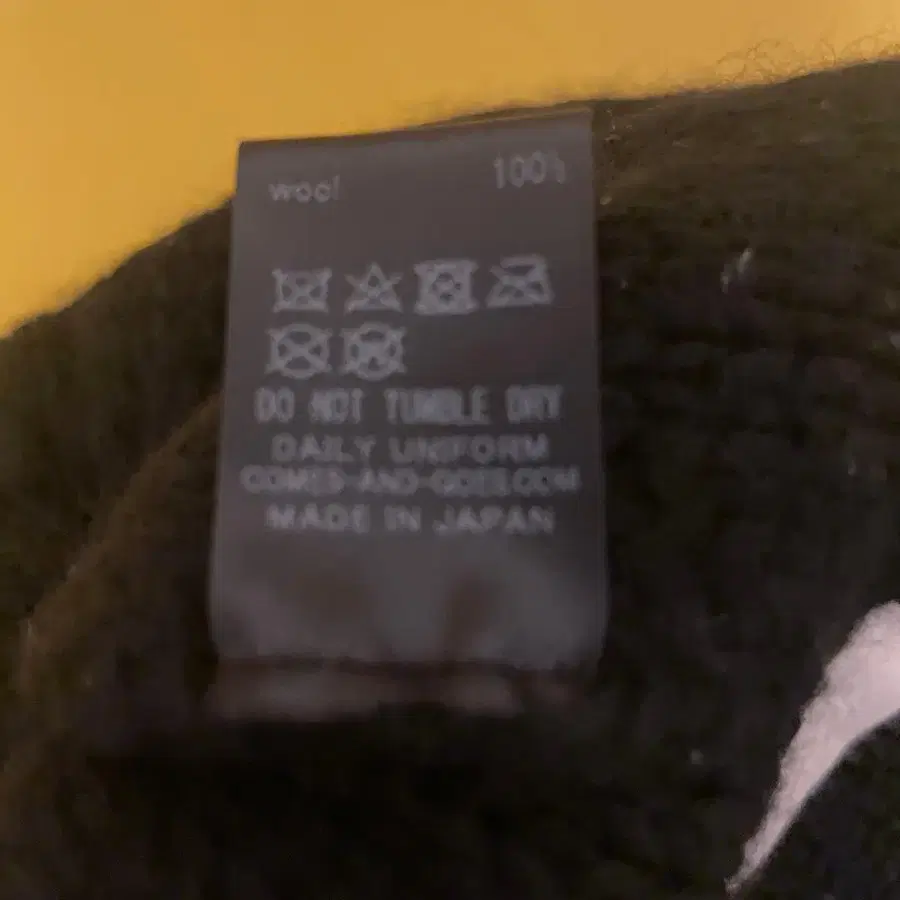 wool 100%
DO NOT TUMBLE DRY
DAILY UNIFORM
COMES-AND-GOES.COM
MADE IN JAPAN